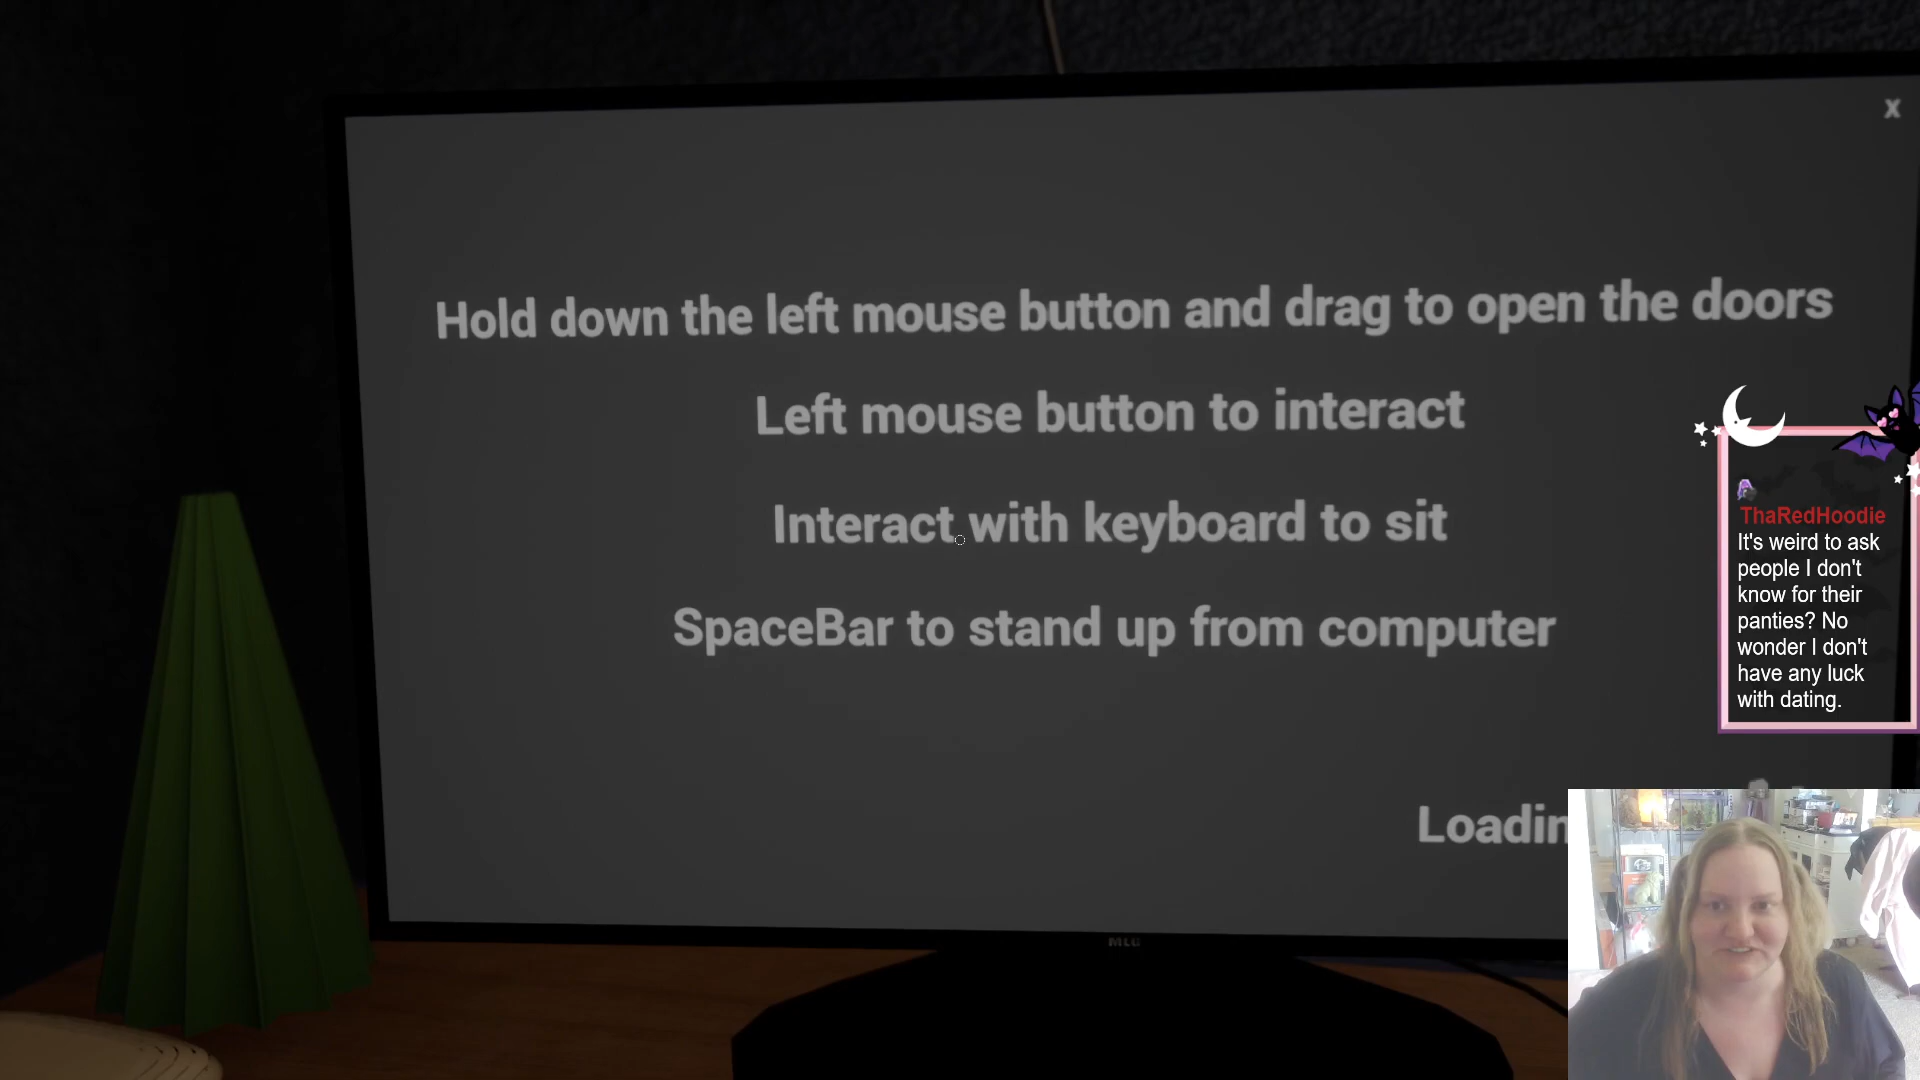 X
Hold down the left mouse button and drag to open the doors
Left mouse button to interact
Interact with keyboard to sit
SpaceBar to stand up from computer
ThaRedHoodie
It's weird to ask
people I don't
know for their
panties? No
wonder I don't
have any luck
with dating.
Loadin
MLG